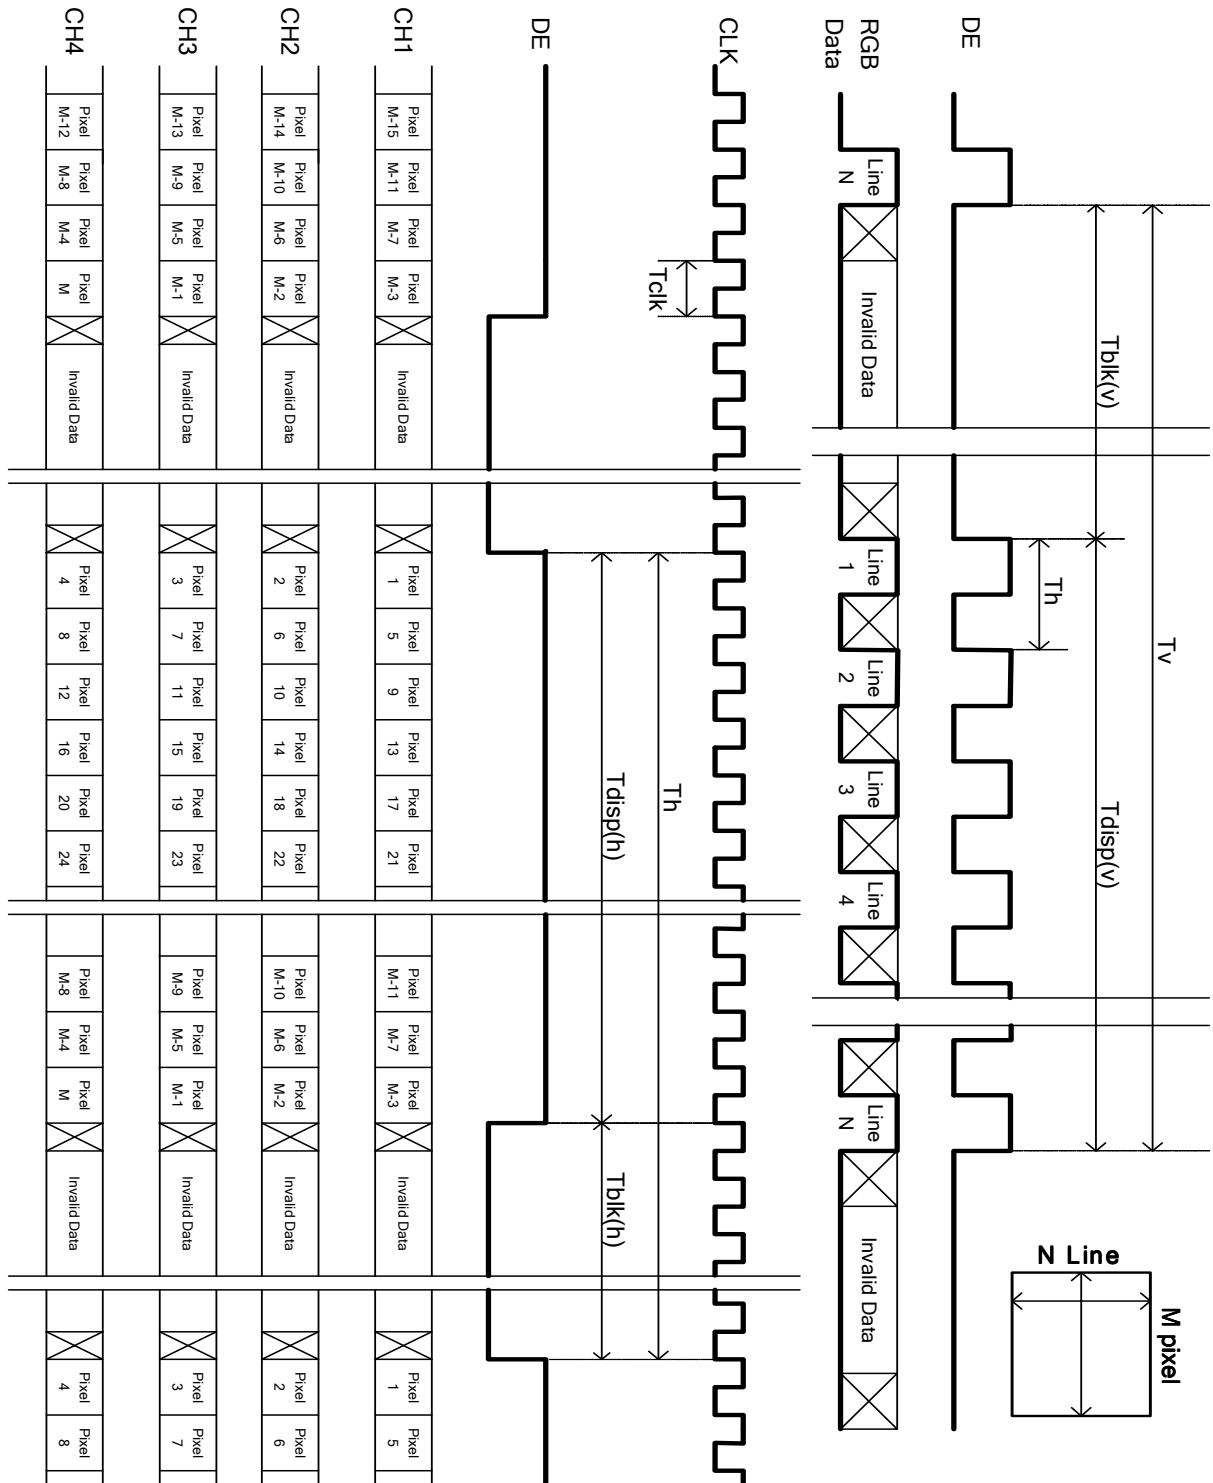 DE
RGB
Data
Line
N
Invalid Data
Line
1
Line
2
Line
3
Line
4
Line
N
Invalid Data
Tv
Tblk(v)
Tdisp(v)
Th
N Line
M pixel
CLK
Tclk
Th
DE
Tdisp(h)
Tblk(h)
CH1
Pixel
M-15
Pixel
M-11
Pixel
M-7
Pixel
M-3
Invalid Data
Pixel
1
Pixel
5
Pixel
9
Pixel
13
Pixel
17
Pixel
21
Pixel
M-11
Pixel
M-7
Pixel
M-3
Invalid Data
Pixel
1
Pixel
5
CH2
Pixel
M-14
Pixel
M-10
Pixel
M-6
Pixel
M-2
Invalid Data
Pixel
2
Pixel
6
Pixel
10
Pixel
14
Pixel
18
Pixel
22
Pixel
M-10
Pixel
M-6
Pixel
M-2
Invalid Data
Pixel
2
Pixel
6
CH3
Pixel
M-13
Pixel
M-9
Pixel
M-5
Pixel
M-1
Invalid Data
Pixel
3
Pixel
7
Pixel
11
Pixel
15
Pixel
19
Pixel
23
Pixel
M-9
Pixel
M-5
Pixel
M-1
Invalid Data
Pixel
3
Pixel
7
CH4
Pixel
M-12
Pixel
M-8
Pixel
M-4
Pixel
M
Invalid Data
Pixel
4
Pixel
8
Pixel
12
Pixel
16
Pixel
20
Pixel
24
Pixel
M-8
Pixel
M-4
Pixel
M
Invalid Data
Pixel
4
Pixel
8